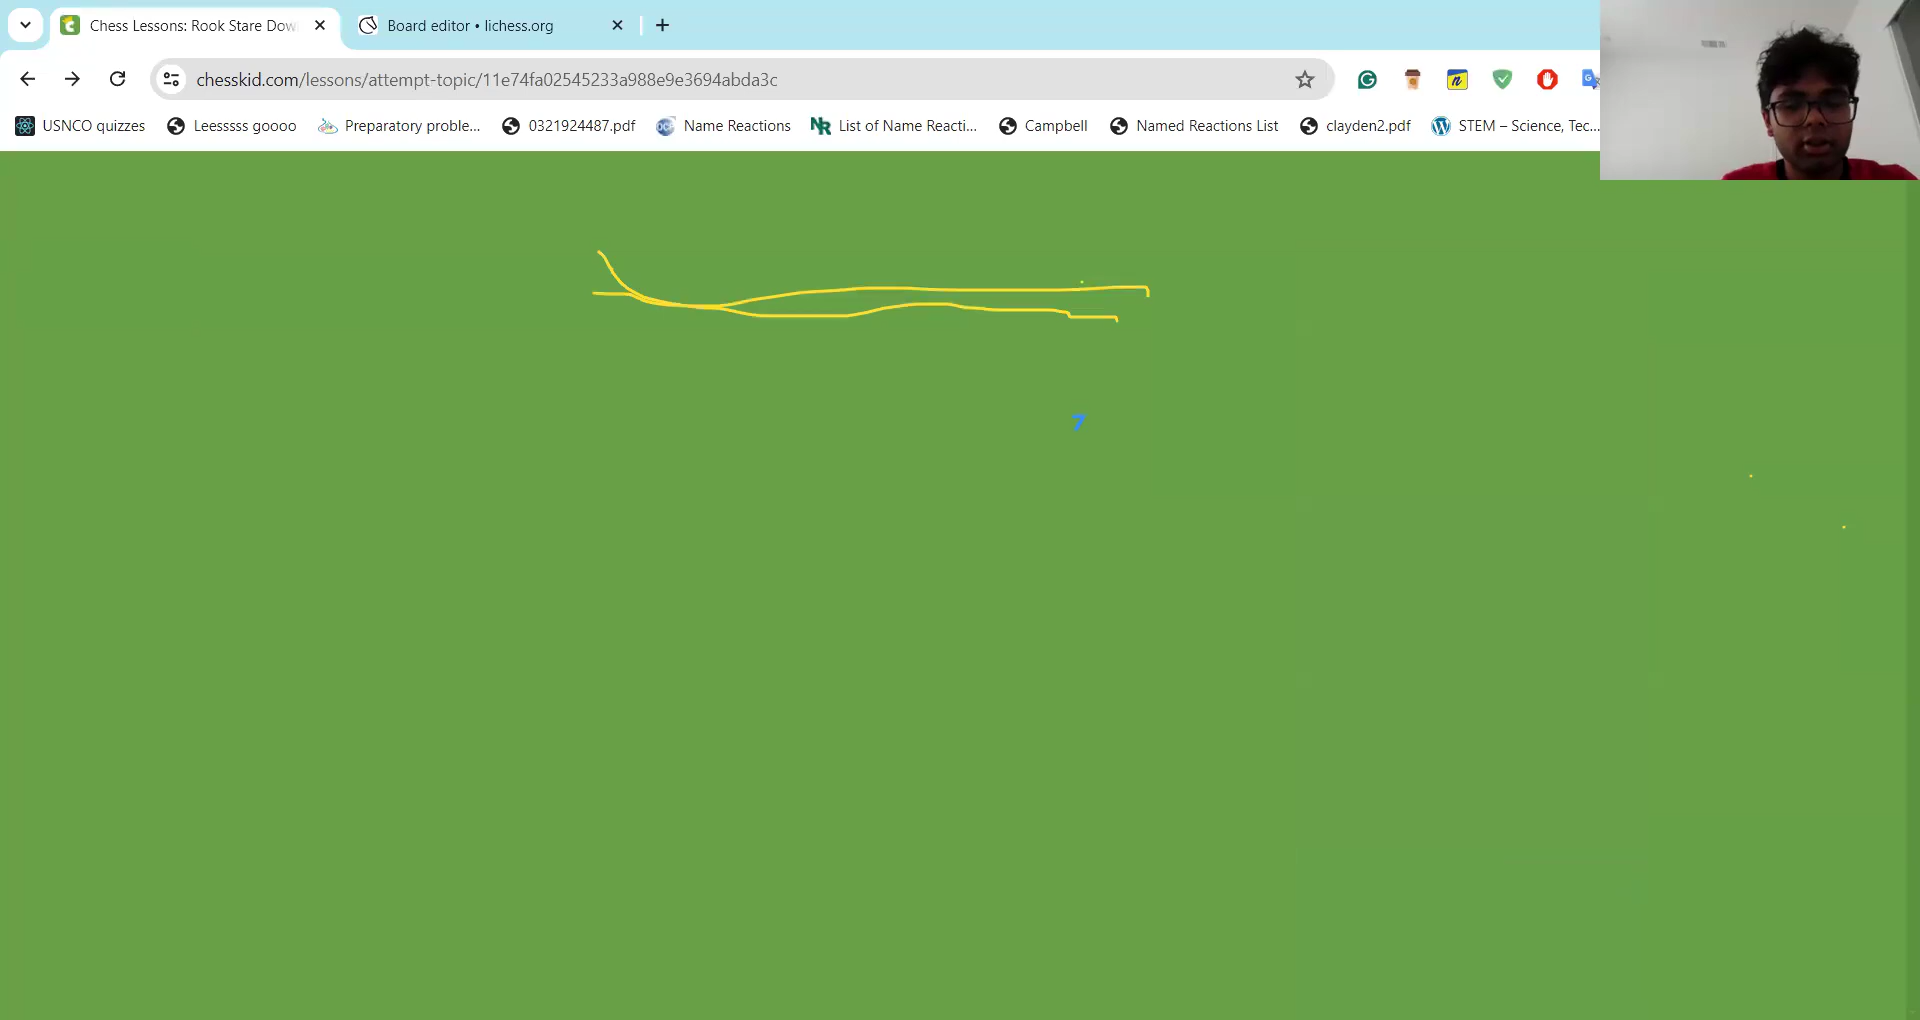 Chess Lessons: Rook Stare Dow
Board editor • lichess.org
chesskid.com/lessons/attempt-topic/11e74fa02545233a988e9e3694abda3c
USNCO quizzes Leesssss goooo Preparatory proble... 0321924487.pdf Name Reactions List of Name Reacti... Campbell Named Reactions List clayden2.pdf STEM – Science, Tec...
7